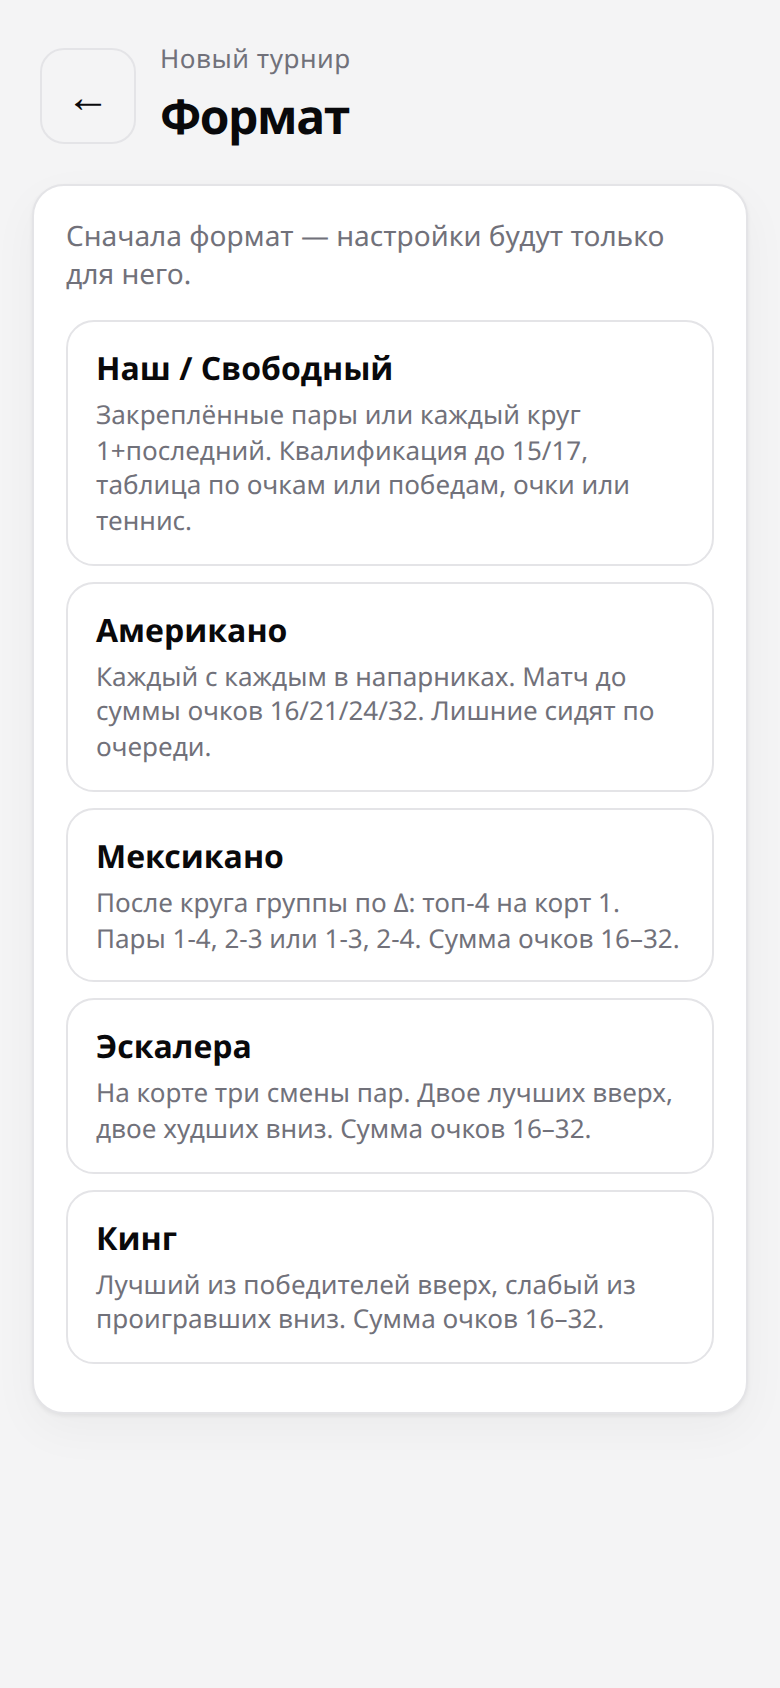 Новый турнир
←
Формат
Сначала формат — настройки будут только
для него.
Наш / Свободный
Закреплённые пары или каждый круг
1+последний. Квалификация до 15/17,
таблица по очкам или победам, очки или
теннис.
Американо
Каждый с каждым в напарниках. Матч до
суммы очков 16/21/24/32. Лишние сидят по
очереди.
Мексикано
После круга группы по Δ: топ-4 на корт 1.
Пары 1-4, 2-3 или 1-3, 2-4. Сумма очков 16–32.
Эскалера
На корте три смены пар. Двое лучших вверх,
двое худших вниз. Сумма очков 16–32.
Кинг
Лучший из победителей вверх, слабый из
проигравших вниз. Сумма очков 16–32.